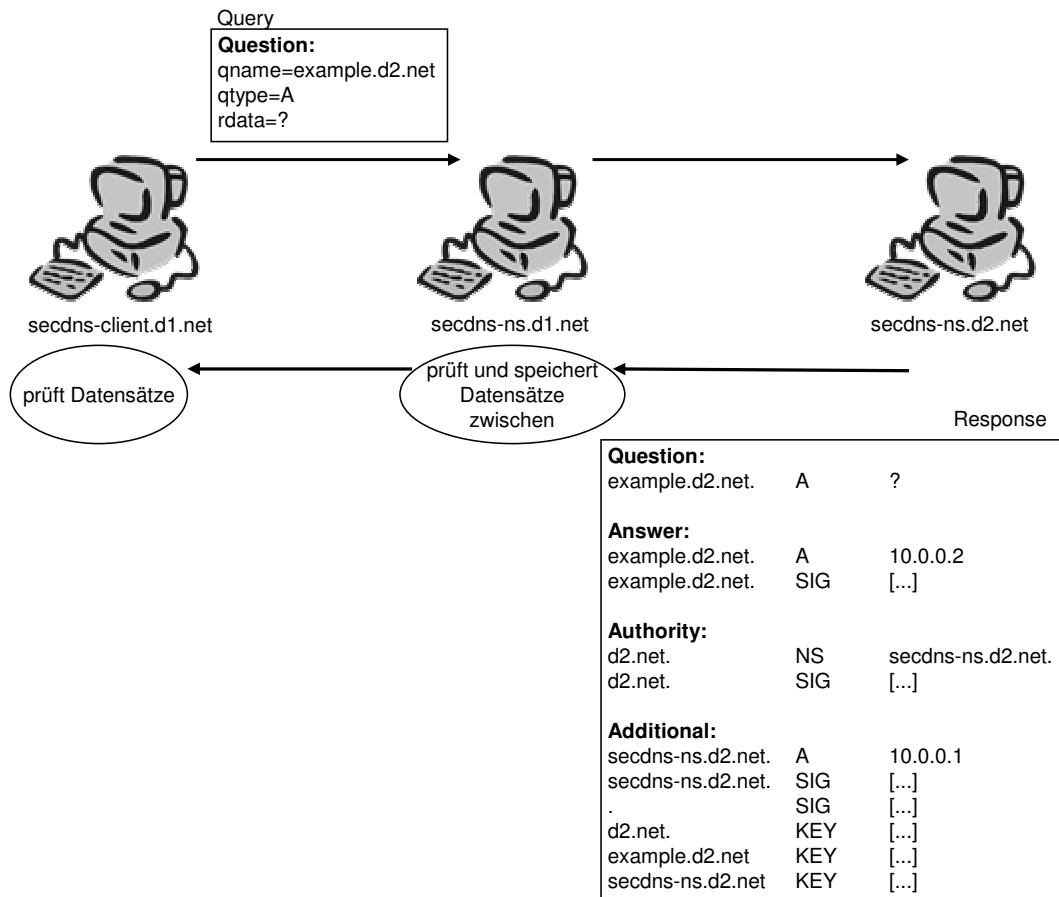 Query
Question:
qname=example.d2.net
qtype=A
rdata=?
secdns-client.d1.net
secdns-ns.d1.net
secdns-ns.d2.net
prüft Datensätze
prüft und speichert
Datensätze
zwischen
Response
Question:
example.d2.net. A ?
Answer:
example.d2.net. A 10.0.0.2
example.d2.net. SIG [...]
Authority:
d2.net. NS secdns-ns.d2.net.
d2.net. SIG [...]
Additional:
secdns-ns.d2.net. A 10.0.0.1
secdns-ns.d2.net. SIG [...]
. SIG [...]
d2.net. KEY [...]
example.d2.net KEY [...]
secdns-ns.d2.net KEY [...]